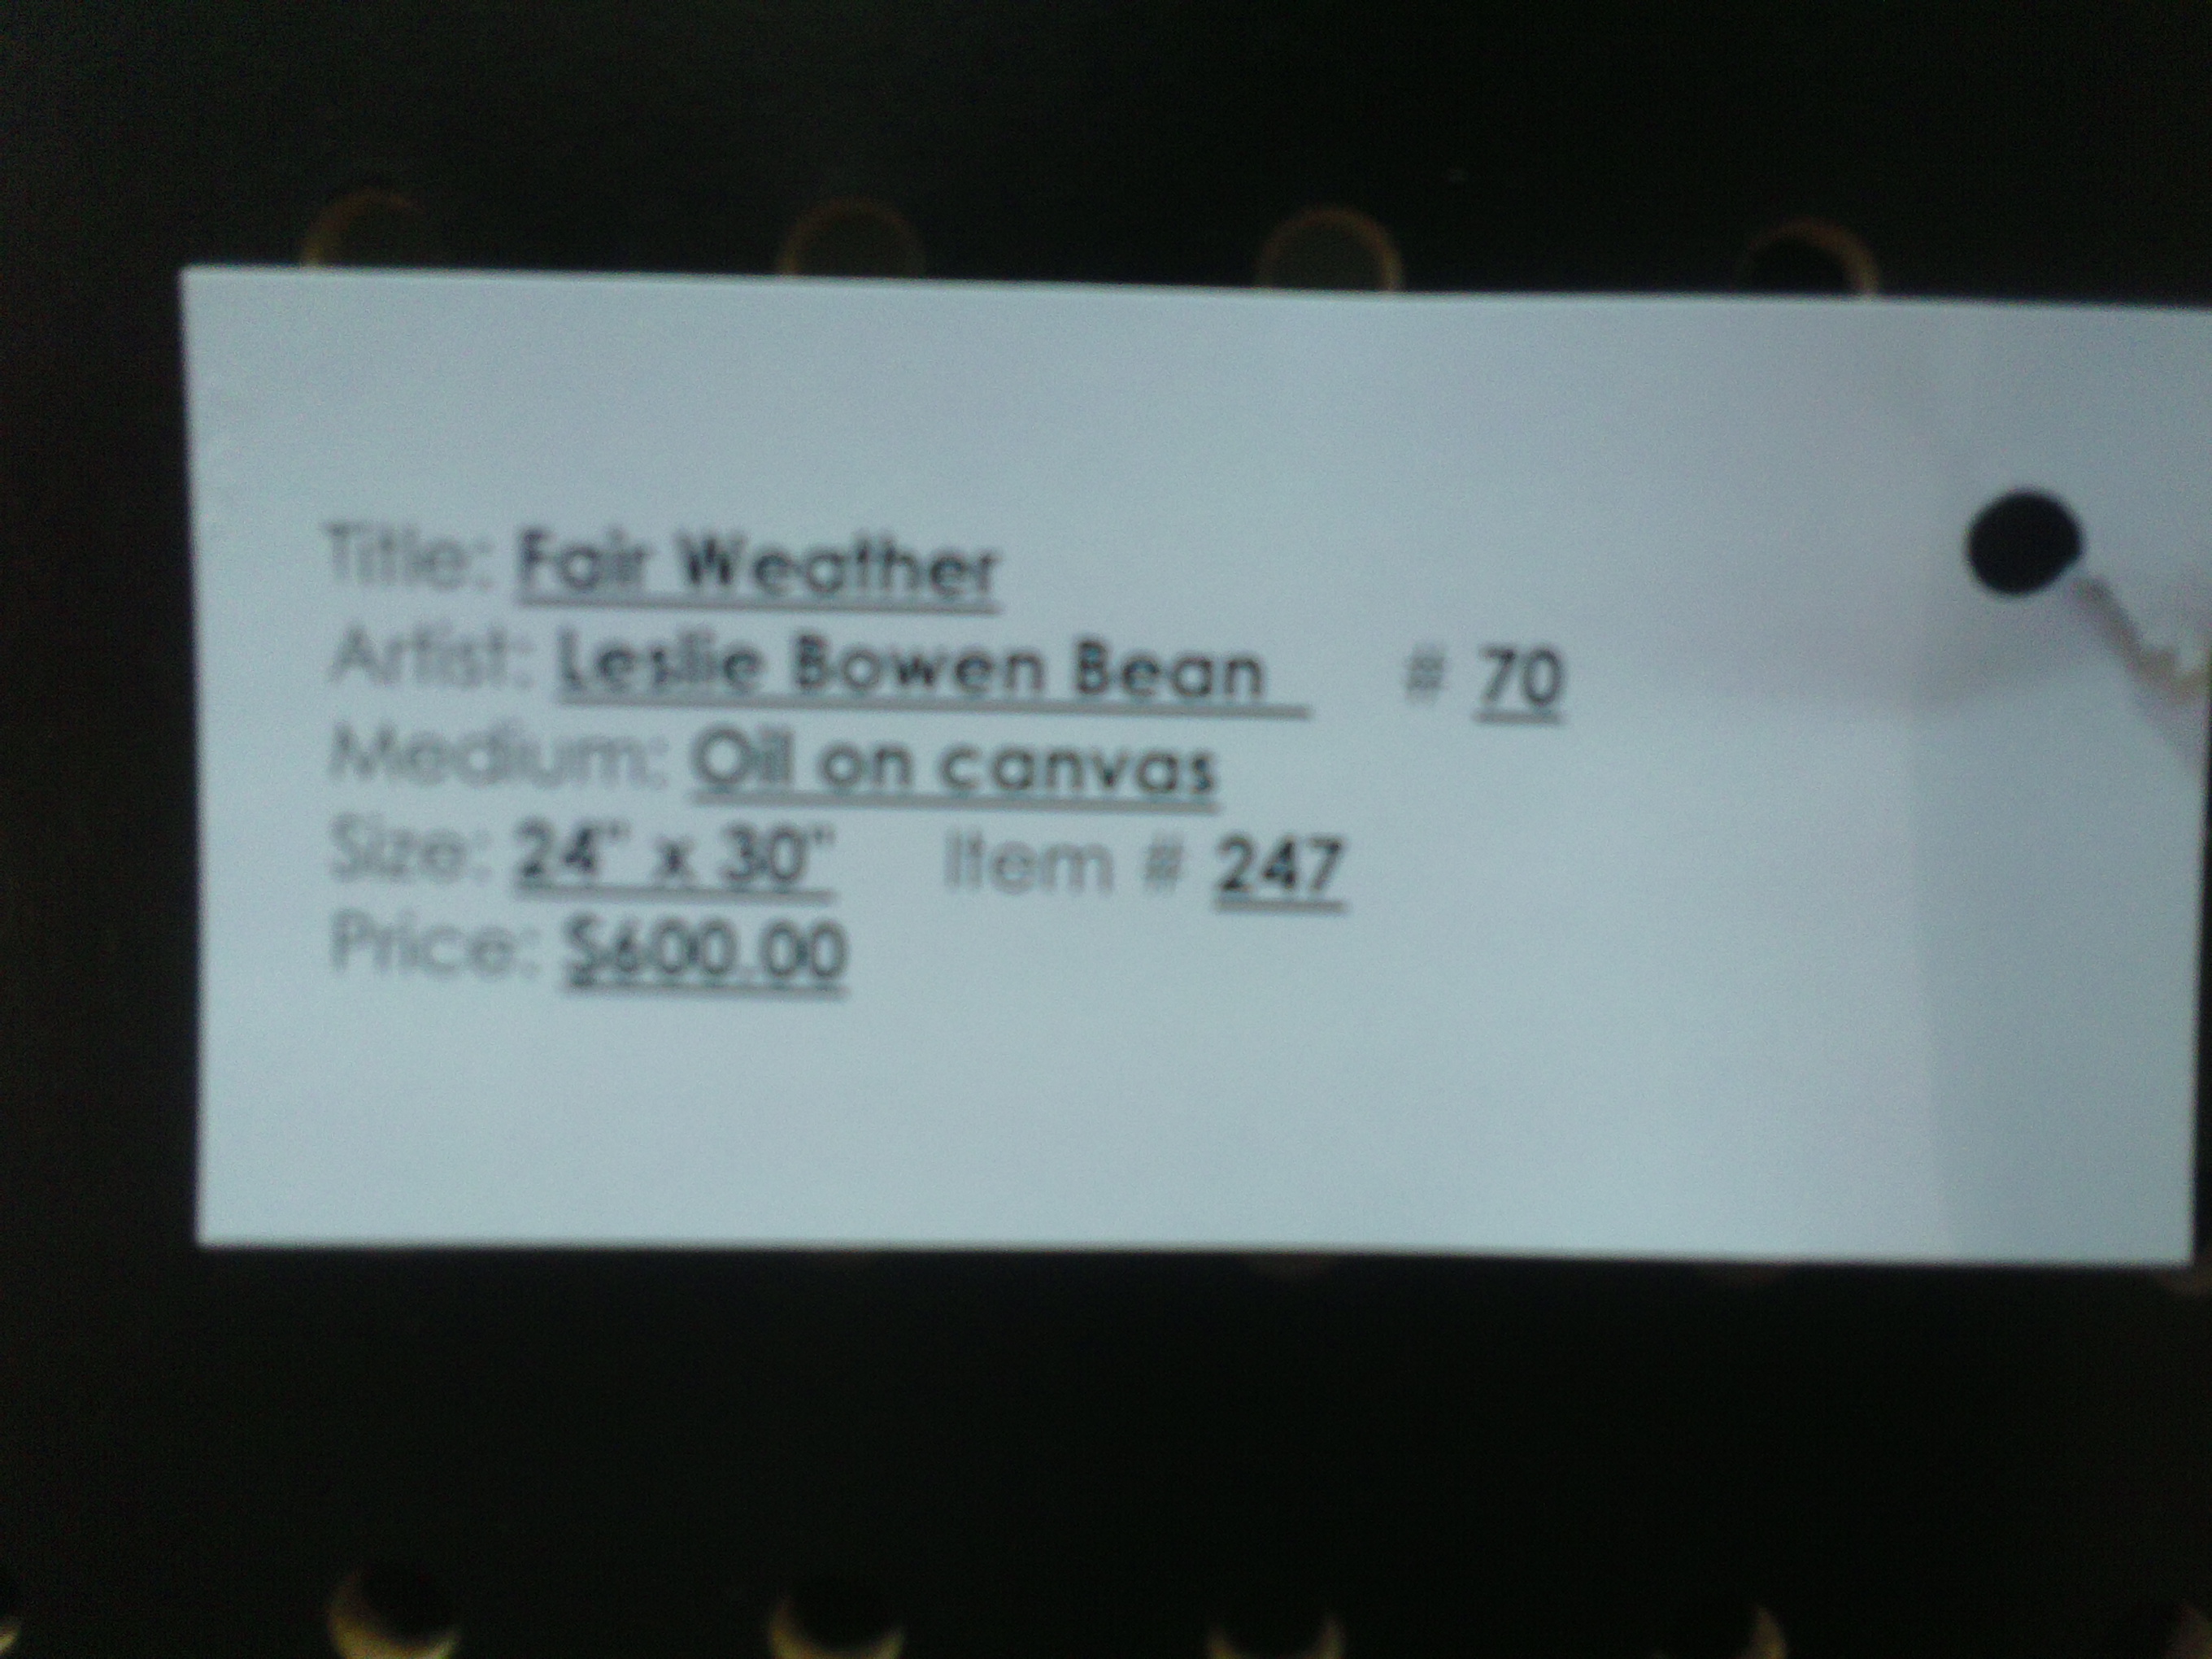 Title: Fair Weather
Artist: Leslie Bowen Bean # 70
Medium: Oil on canvas
Size: 24" x 30" Item # 247
Price: $600.00